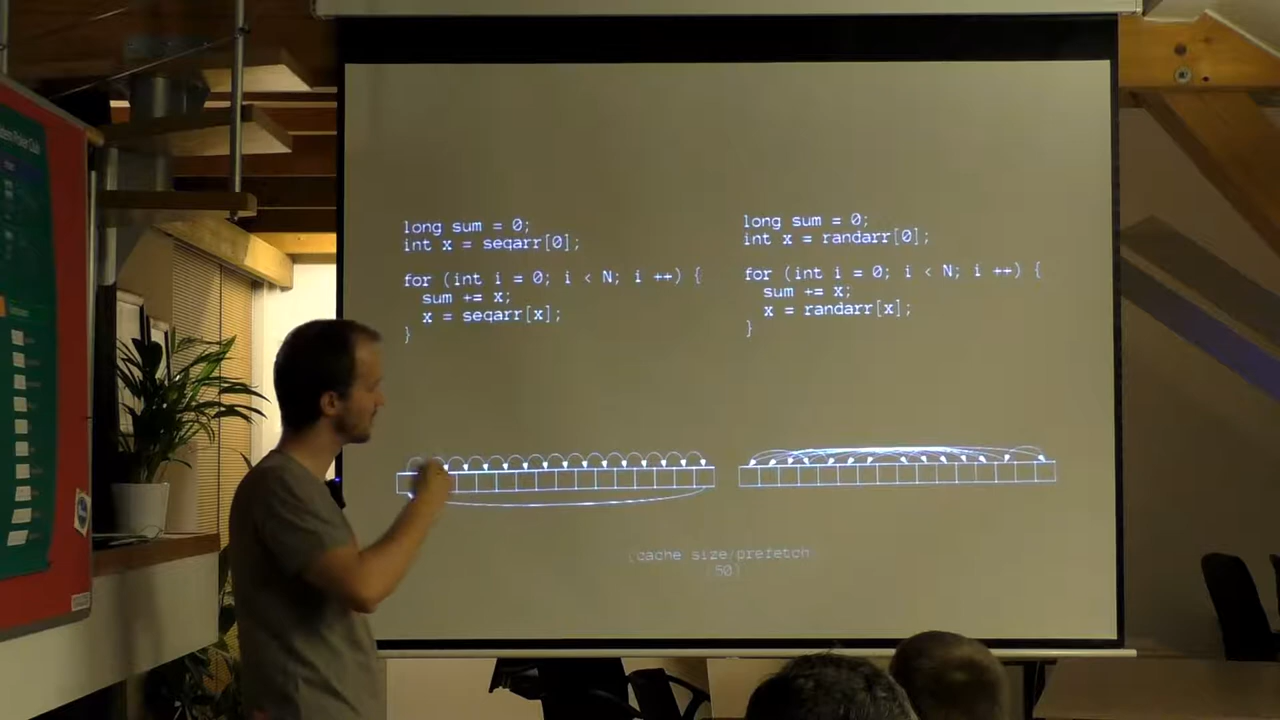 long sum = 0;
int x = seqarr[0];
for (int i = 0; i < N; i ++) {
sum += x;
x = seqarr[x];
}
long sum = 0;
int x = randarr[0];
for (int i = 0; i < N; i ++) {
sum += x;
x = randarr[x];
}
(cache size/prefetch
(50)